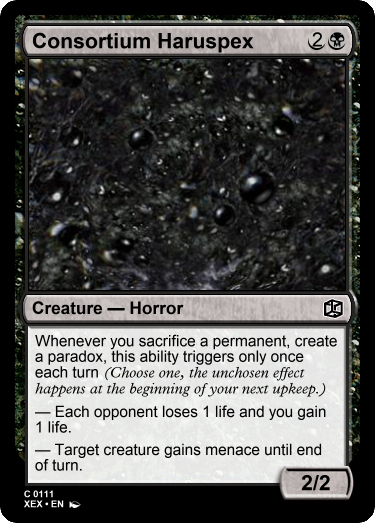 Consortium Haruspex 2
Creature — Horror
Whenever you sacrifice a permanent, create
a paradox, this ability triggers only once
each turn (Choose one, the unchosen effect
happens at the beginning of your next upkeep.)
— Each opponent loses 1 life and you gain
1 life.
— Target creature gains menace until end
of turn.
2/2
C 0111
XEX • EN